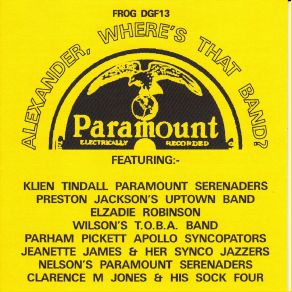 FROG DGF13
ALEXANDER, WHERE'S THAT BAND?
Paramount
ELECTRICALLY RECORDED
FEATURING:-
KLIEN TINDALL PARAMOUNT SERENADERS
PRESTON JACKSON'S UPTOWN BAND
ELZADIE ROBINSON
WILSON'S T.O.B.A. BAND
PARHAM PICKETT APOLLO SYNCOPATORS
JEANETTE JAMES & HER SYNCO JAZZERS
NELSON'S PARAMOUNT SERENADERS
CLARENCE M JONES & HIS SOCK FOUR